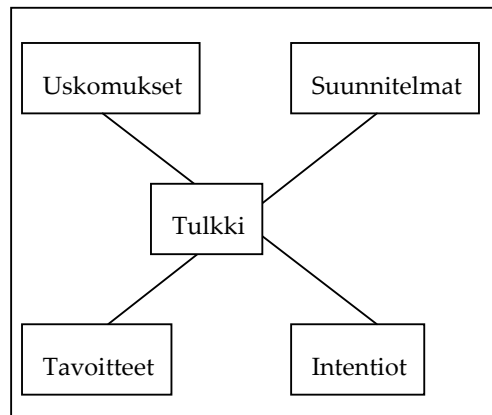 Uskomukset
Suunnitelmat
Tulkki
Tavoitteet
Intentiot